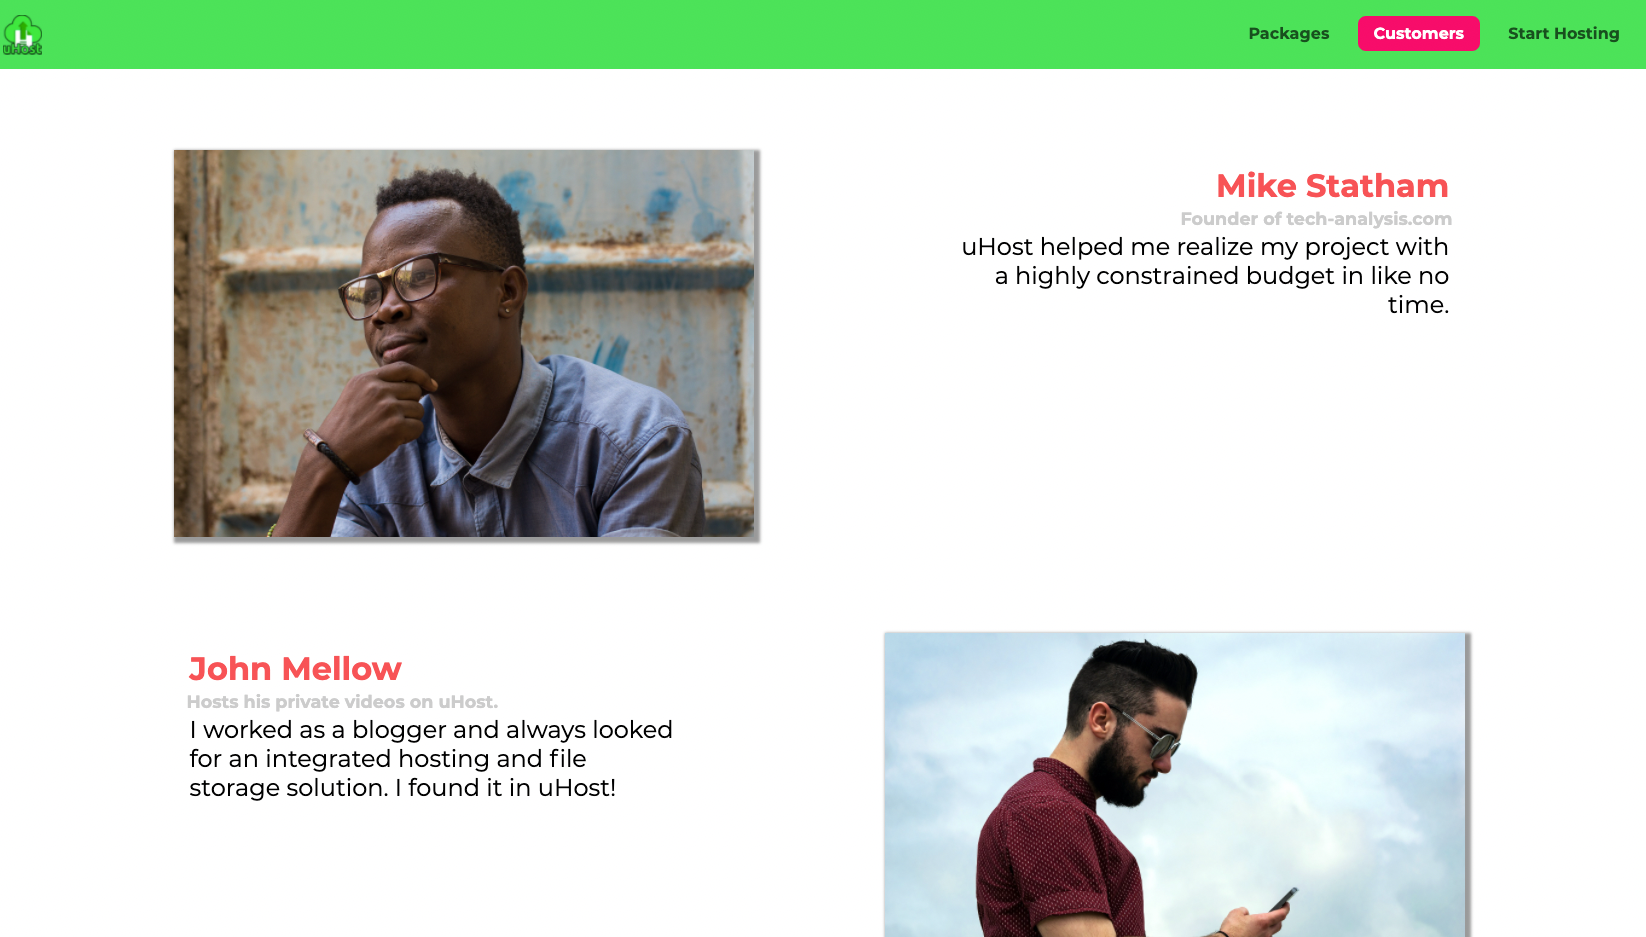 uHost
Packages
Customers
Start Hosting
Mike Statham
Founder of tech-analysis.com
uHost helped me realize my project with
a highly constrained budget in like no
time.
John Mellow
Hosts his private videos on uHost.
I worked as a blogger and always looked
for an integrated hosting and file
storage solution. I found it in uHost!